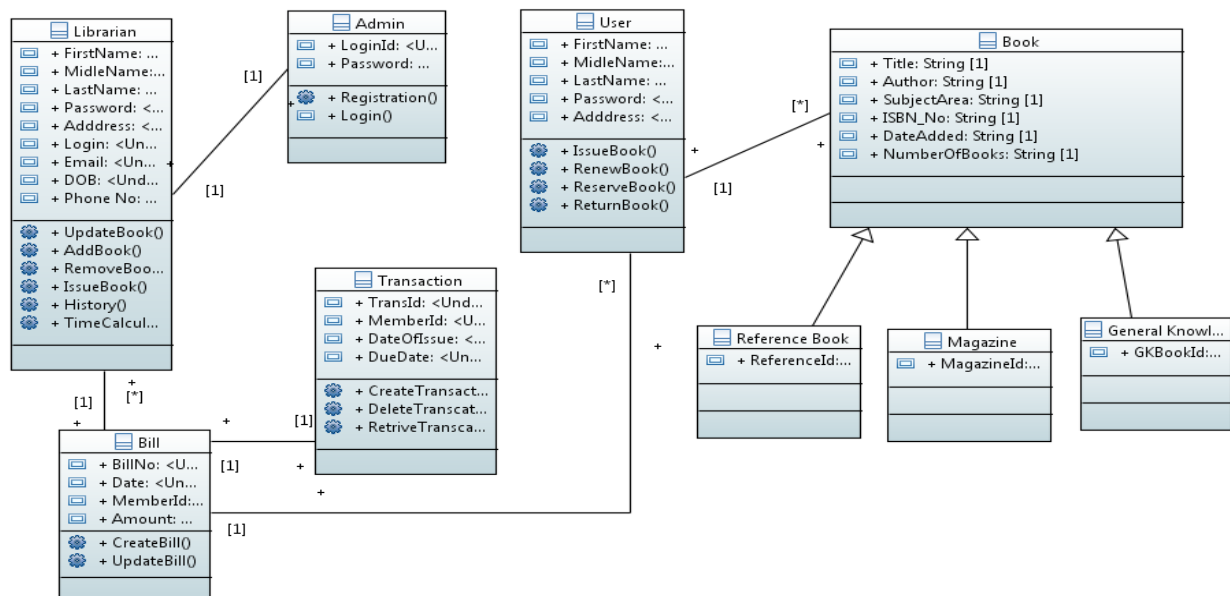 Librarian
+ FirstName: ...
+ MidleName:...
+ LastName: ...
+ Password: <...
+ Adddress: <...
+ Login: <Un...
+ Email: <Un...
+ DOB: <Und...
+ Phone No: ...
+ UpdateBook()
+ AddBook()
+ RemoveBoo...
+ IssueBook()
+ History()
+ TimeCalcul...
Admin
+ LoginId: <U...
+ Password: ...
+ Registration()
+ Login()
[1]
+
+
[1]
User
+ FirstName: ...
+ MidleName:...
+ LastName: ...
+ Password: <...
+ Adddress: <...
+ IssueBook()
+ RenewBook()
+ ReserveBook()
+ ReturnBook()
Book
+ Title: String [1]
+ Author: String [1]
+ SubjectArea: String [1]
+ ISBN_No: String [1]
+ DateAdded: String [1]
+ NumberOfBooks: String [1]
[*]
+
+
[1]
Transaction
+ TransId: <Und...
+ MemberId: <U...
+ DateOfIssue: <...
+ DueDate: <Un...
+ CreateTransact...
+ DeleteTranscat...
+ RetriveTransca...
[*]
+
Reference Book
+ ReferenceId:...
Magazine
+ MagazineId:...
General Knowl...
+ GKBookId:...
+
[1]
[*]
+
+
[1]
[1]
+
+
[1]
Bill
+ BillNo: <U...
+ Date: <Un...
+ MemberId:...
+ Amount: ...
+ CreateBill()
+ UpdateBill()